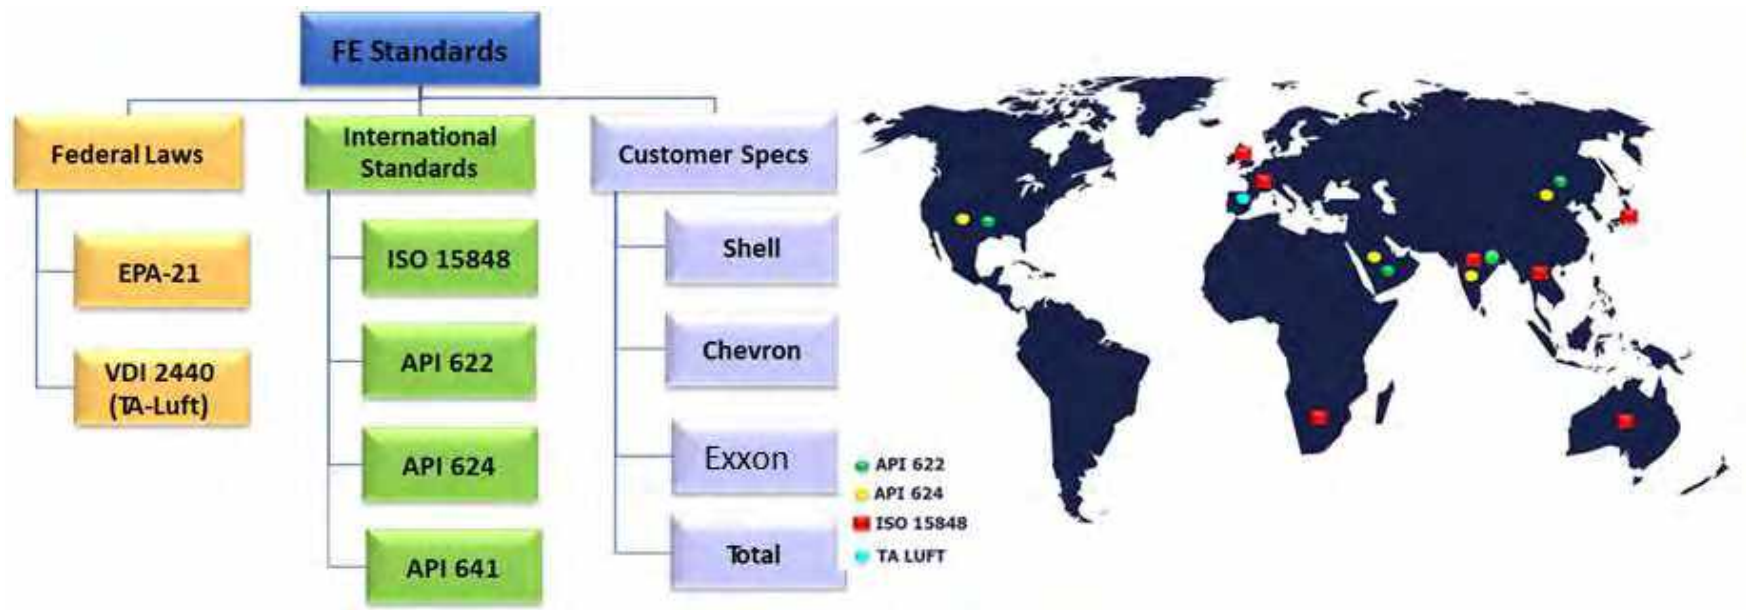 FE Standards
Federal Laws
EPA-21
VDI 2440
(TA-Luft)
International
Standards
ISO 15848
API 622
API 624
API 641
Customer Specs
Shell
Chevron
Exxon
Total
API 622
API 624
ISO 15848
TA LUFT